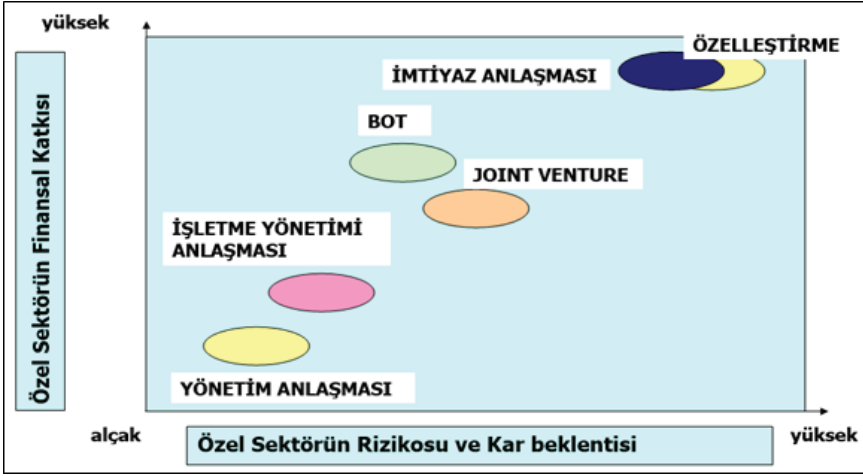 yüksek
ÖZELLEŞTİRME
İMTİYAZ ANLAŞMASI
BOT
JOINT VENTURE
İŞLETME YÖNETİMİ
ANLAŞMASI
YÖNETİM ANLAŞMASI
Özel Sektörün Finansal Katkısı
alçak
Özel Sektörün Rizikosu ve Kar beklentisi
yüksek